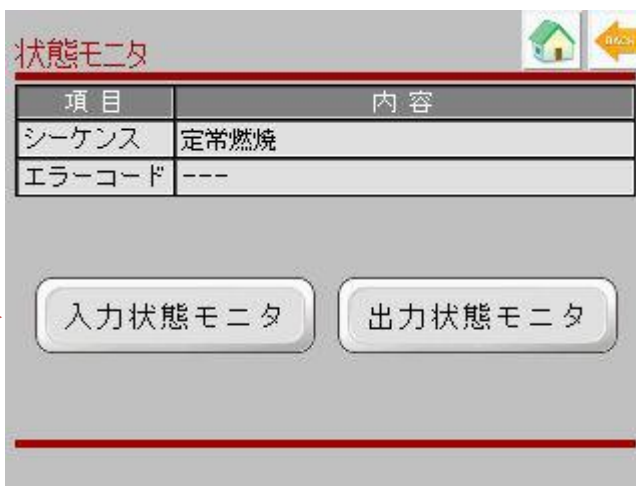 状態モニタ
BACK
項目 内容
シーケンス 定常燃焼
エラーコード ---
入力状態モニタ 出力状態モニタ